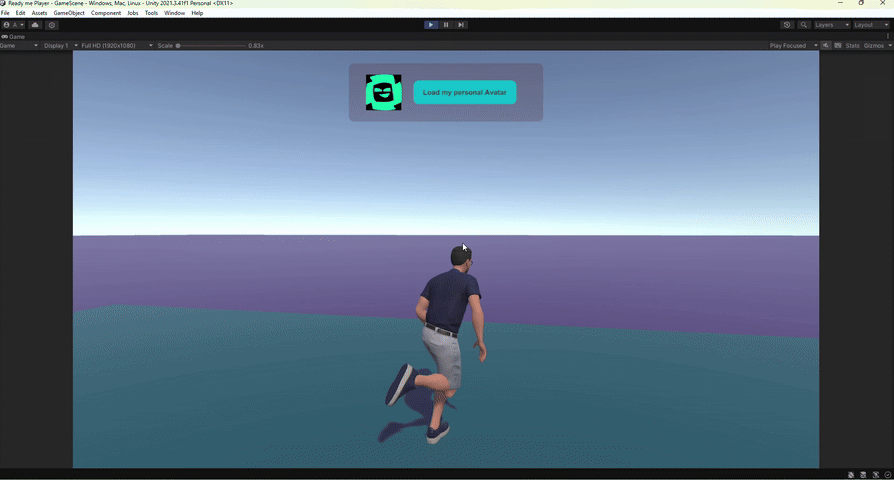 Ready me Player - GameScene - Windows, Mac, Linux - Unity 2021.3.41f1 Personal <DX11>
File Edit Assets GameObject Component Jobs Tools Window Help
A
Layers Layout
Game
Game Display 1 Full HD (1920x1080) Scale 0.83x Play Focused Stats Gizmos
Load my personal Avatar